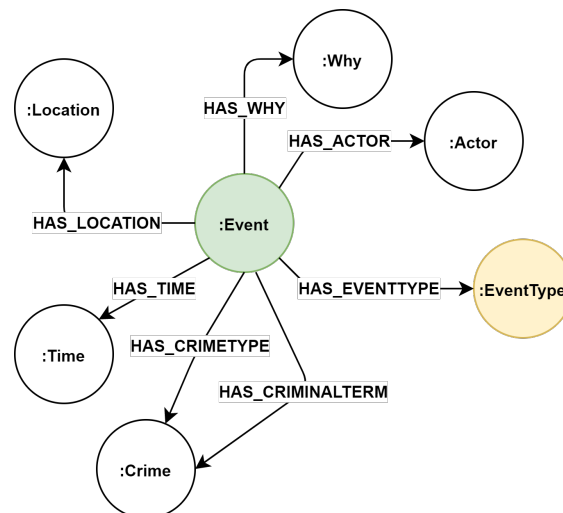 :Why
:Location
HAS_WHY
HAS_ACTOR
:Actor
HAS_LOCATION
:Event
HAS_TIME
HAS_EVENTTYPE
:EventType
HAS_CRIMETYPE
:Time
HAS_CRIMINALTERM
:Crime